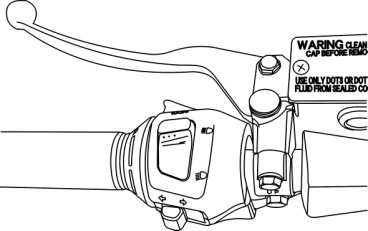 WARING CLEAN
CAP BEFORE REMO
USE ONLY DOT3 OR DOT
FLUID FROM SEALED CO